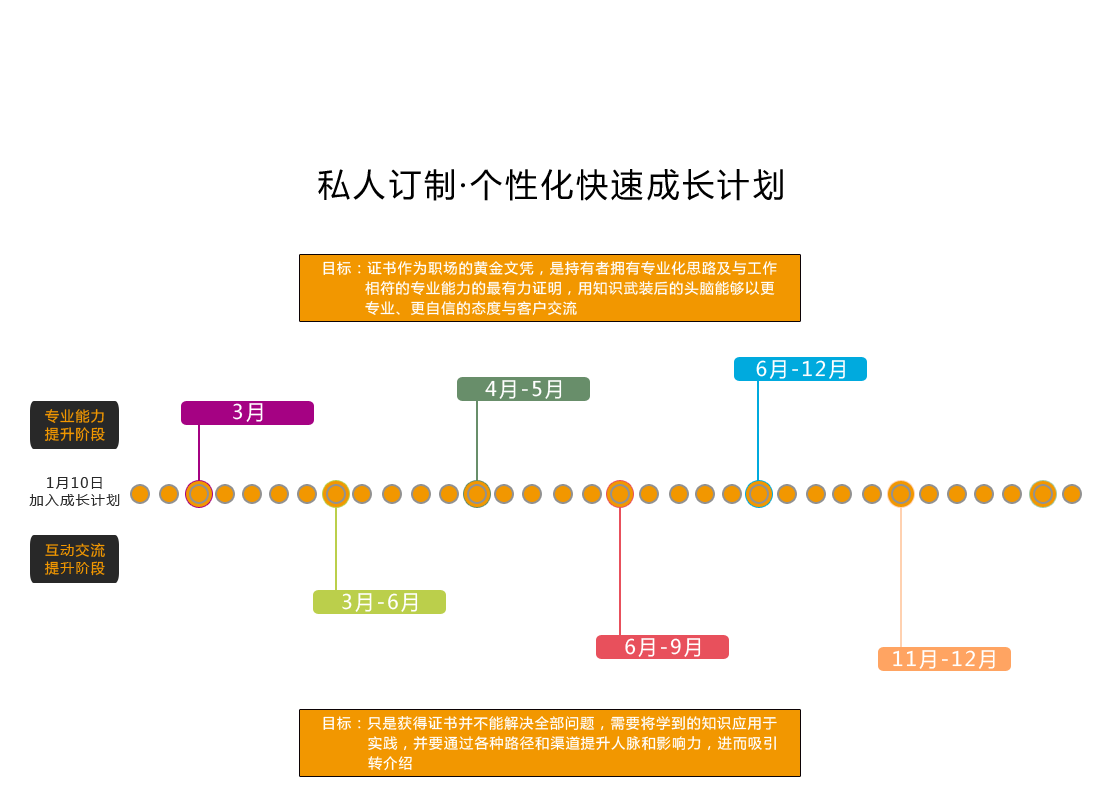 私人订制·个性化快速成长计划
目标：证书作为职场的黄金文凭，是持有者拥有专业化思路及与工作
相符的专业能力的最有力证明，用知识武装后的头脑能够以更
专业、更自信的态度与客户交流
6月-12月
4月-5月
3月
专业能力
提升阶段
1月10日
加入成长计划
互动交流
提升阶段
3月-6月
6月-9月
11月-12月
目标：只是获得证书并不能解决全部问题，需要将学到的知识应用于
实践，并要通过各种路径和渠道提升人脉和影响力，进而吸引
转介绍